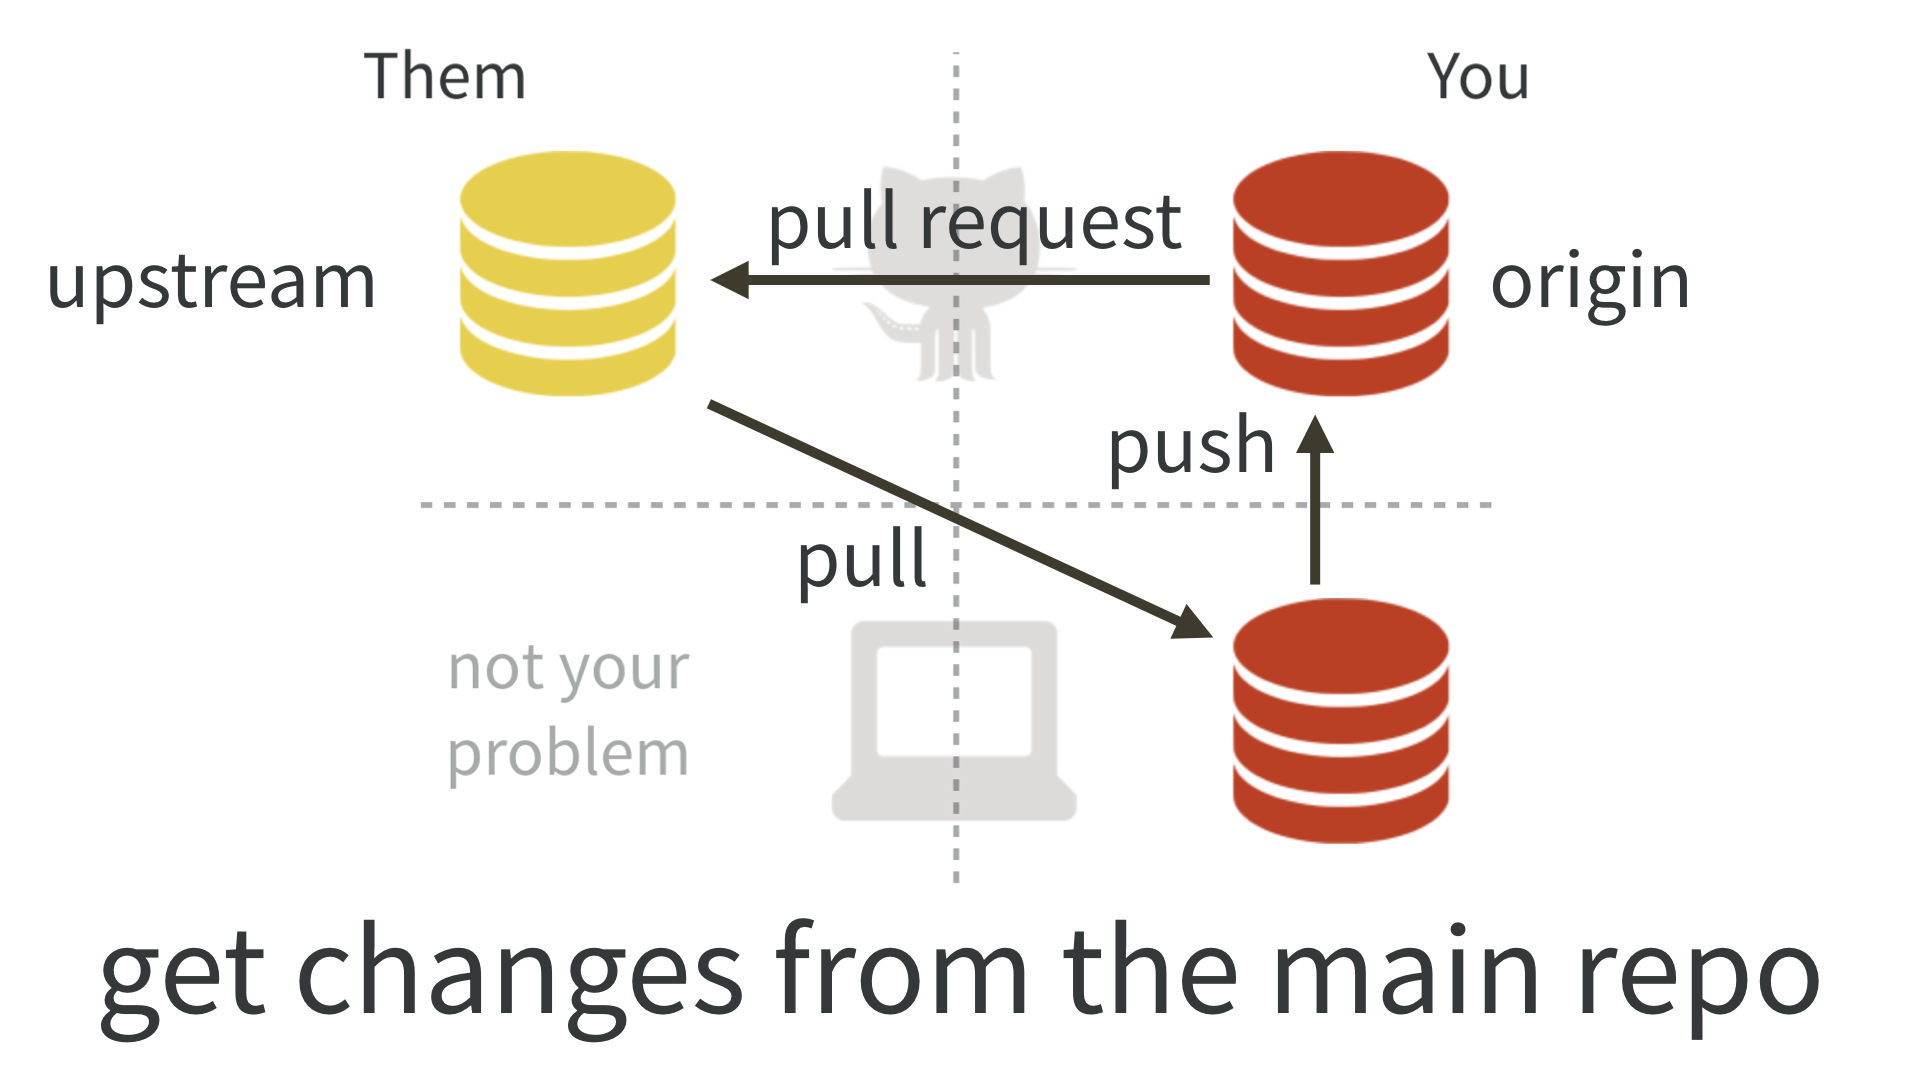 Them
You
pull request
upstream
origin
push
pull
not your
problem
get changes from the main repo